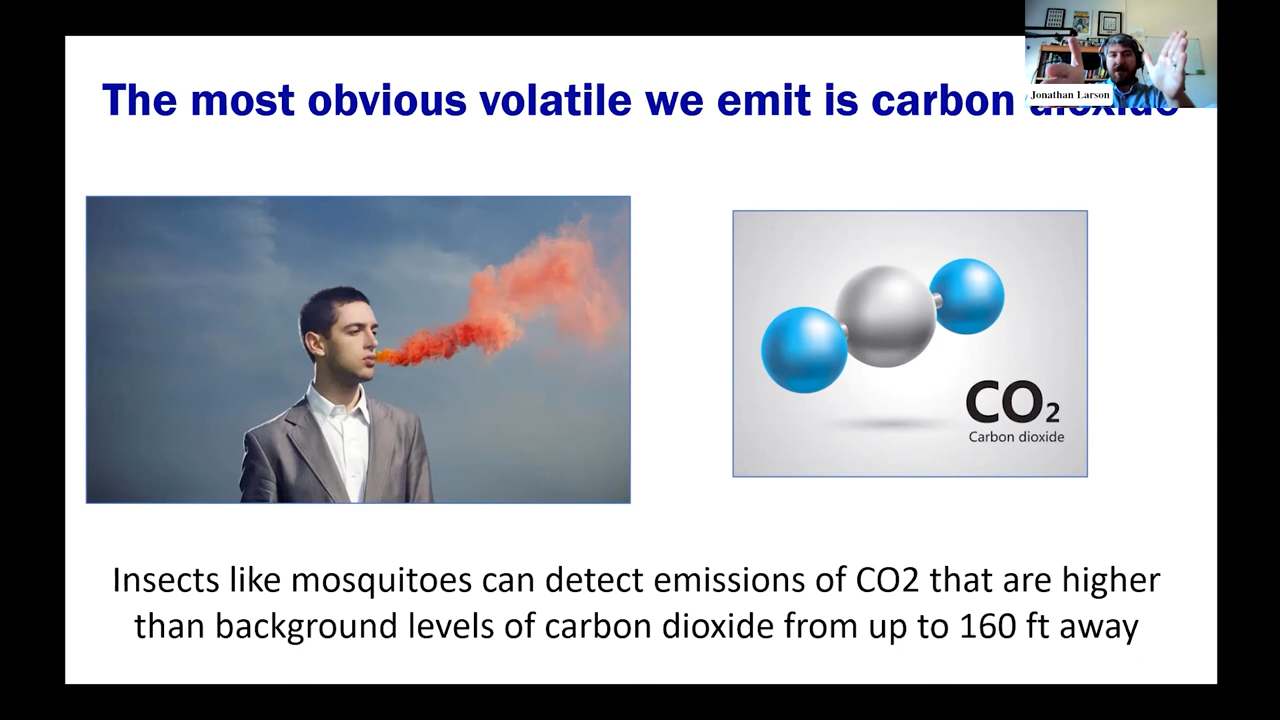 The most obvious volatile we emit is carbon dioxide
Jonathan Larson
CO2
Carbon dioxide
Insects like mosquitoes can detect emissions of CO2 that are higher
than background levels of carbon dioxide from up to 160 ft away